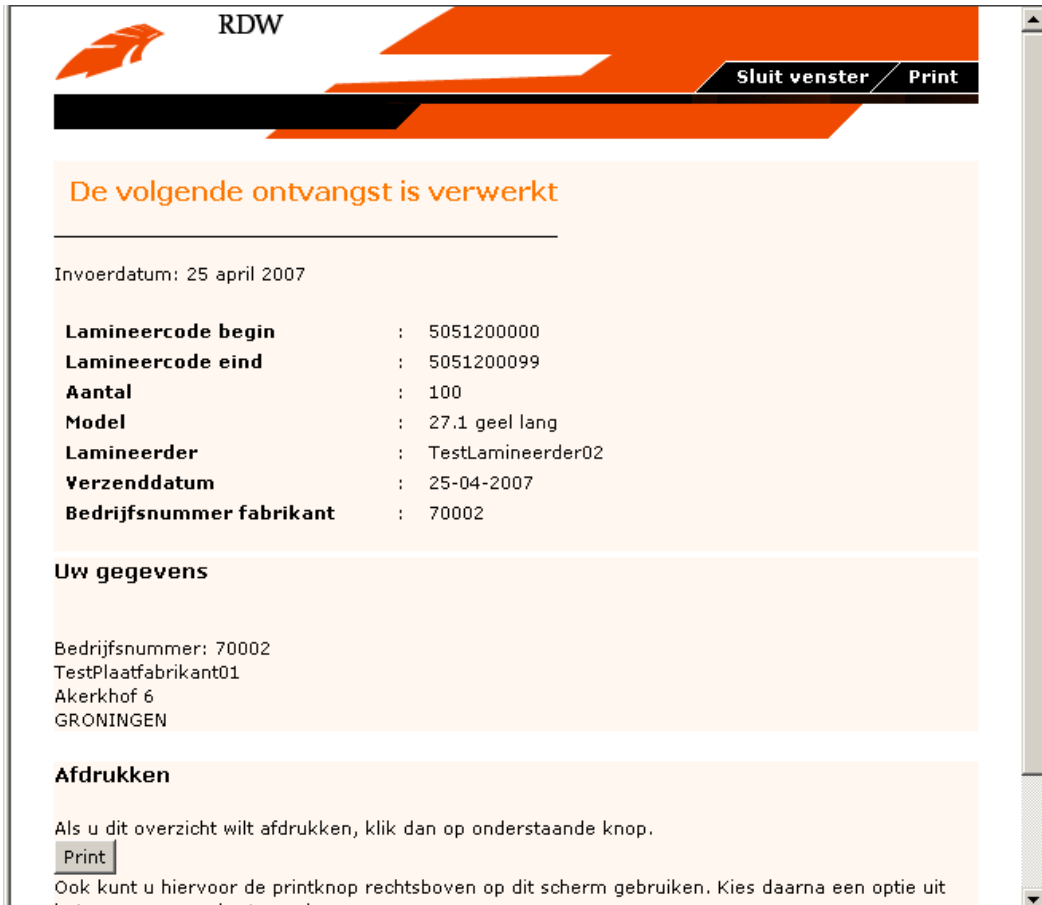 RDW
Sluit venster Print
De volgende ontvangst is verwerkt
Invoerdatum: 25 april 2007
Lamineercode begin : 5051200000
Lamineercode eind : 5051200099
Aantal : 100
Model : 27.1 geel lang
Lamineerder : TestLamineerder02
Verzenddatum : 25-04-2007
Bedrijfsnummer fabrikant : 70002
Uw gegevens
Bedrijfsnummer: 70002
TestPlaatfabrikant01
Akerkhof 6
GRONINGEN
Afdrukken
Als u dit overzicht wilt afdrukken, klik dan op onderstaande knop.
Print
Ook kunt u hiervoor de printknop rechtsboven op dit scherm gebruiken. Kies daarna een optie uit